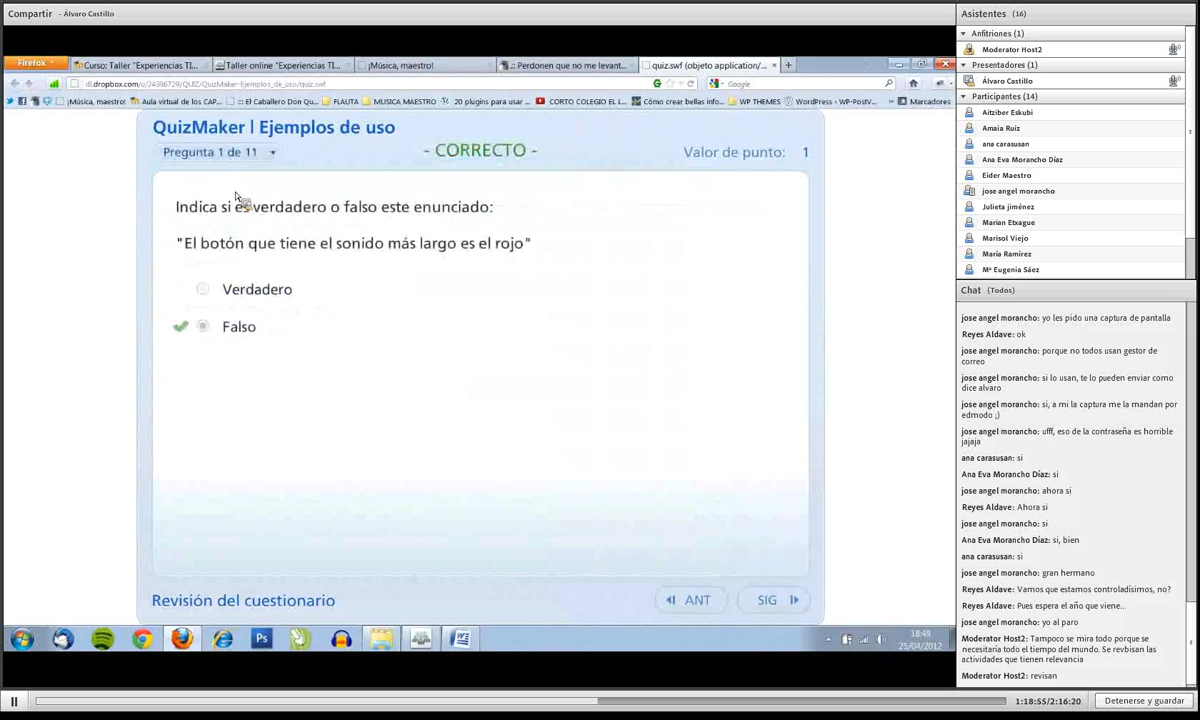 Compartir - Álvaro Castillo
Firefox
Curso: Taller "Experiencias TI...
Taller online "Experiencias TI...
¡Música, maestro!
.:: Perdonen que no me levant...
quiz.swf (objeto application/...
dl.dropbox.com/u/24386729/QUIZ/QuizMaker-Ejemplos_de_uso/quiz.swf
Google
¡Música, maestro!
Aula virtual de los CAP...
:: El Caballero Don Qu...
FLAUTA
MUSICA MAESTRO
20 plugins para usar ...
CORTO COLEGIO EL L...
Cómo crear bellas info...
WP THEMES
WordPress › WP-PostV...
Marcadores
QuizMaker | Ejemplos de uso
Pregunta 1 de 11
- CORRECTO -
Valor de punto: 1
Indica si es verdadero o falso este enunciado:
"El botón que tiene el sonido más largo es el rojo"
Verdadero
Falso
Revisión del cuestionario
ANT
SIG
18:49
25/04/2012
Asistentes (16)
Anfitriones (1)
Moderator Host2
Presentadores (1)
Álvaro Castillo
Participantes (14)
Aitziber Eskubi
Amaia Ruiz
ana carasusan
Ana Eva Morancho Díaz
Eider Maestro
jose angel morancho
Julieta jiménez
Marian Etxague
Marisol Viejo
María Ramírez
Mª Eugenia Sáez
Chat (Todos)
jose angel morancho: yo les pido una captura de pantalla
Reyes Aldave: ok
jose angel morancho: porque no todos usan gestor de
correo
jose angel morancho: si lo usan, te lo pueden enviar como
dice alvaro
jose angel morancho: si, a mi la captura me la mandan por
edmodo ;)
jose angel morancho: ufff, eso de la contraseña es horrible
jajaja
ana carasusan: si
Ana Eva Morancho Díaz: si
jose angel morancho: ahora si
Reyes Aldave: Ahora si
jose angel morancho: si
Ana Eva Morancho Díaz: si, bien
ana carasusan: si
jose angel morancho: gran hermano
Reyes Aldave: Vamos que estamos controladísimos, no?
Reyes Aldave: Pues espera el año que viene...
jose angel morancho: yo al paro
Moderator Host2: Tampoco se mira todo porque se
necesitaría todo el tiempo del mundo. Se revbisan las
actividades que tienen relevancia
Moderator Host2: revisan
1:18:55/2:16:20
Detenerse y guardar